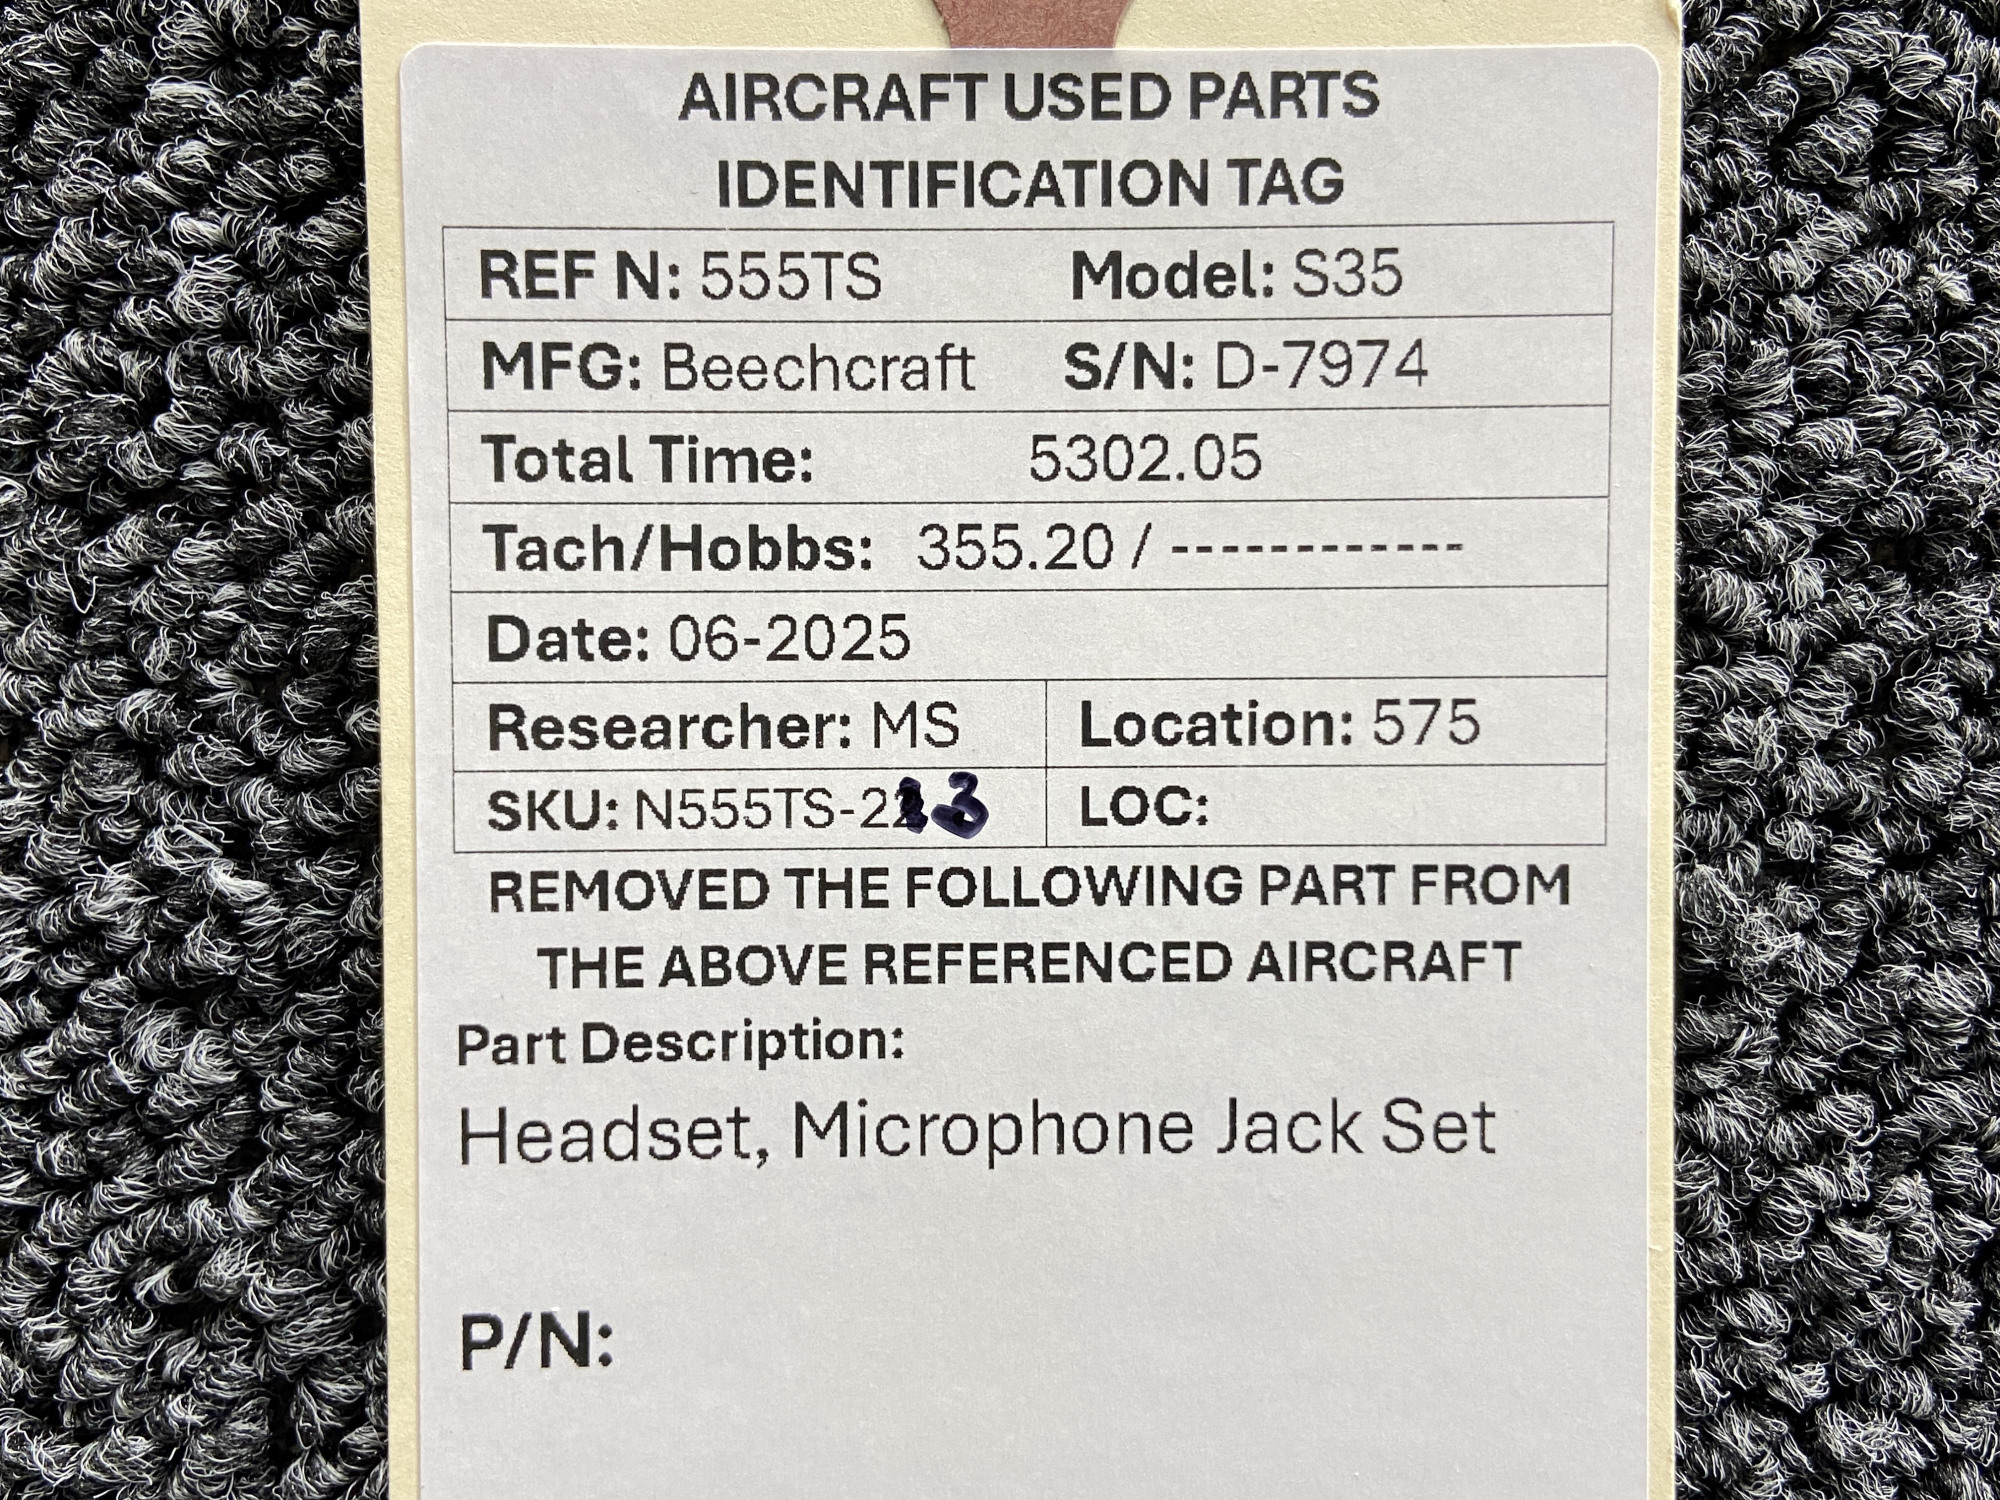 AIRCRAFT USED PARTS
IDENTIFICATION TAG
REF N: 555TS Model: S35
MFG: Beechcraft S/N: D-7974
Total Time: 5302.05
Tach/Hobbs: 355.20 / ------------
Date: 06-2025
Researcher: MS Location: 575
SKU: LOC:
REMOVED THE FOLLOWING PART FROM
THE ABOVE REFERENCED AIRCRAFT
Part Description:
Headset, Microphone Jack Set
P/N: